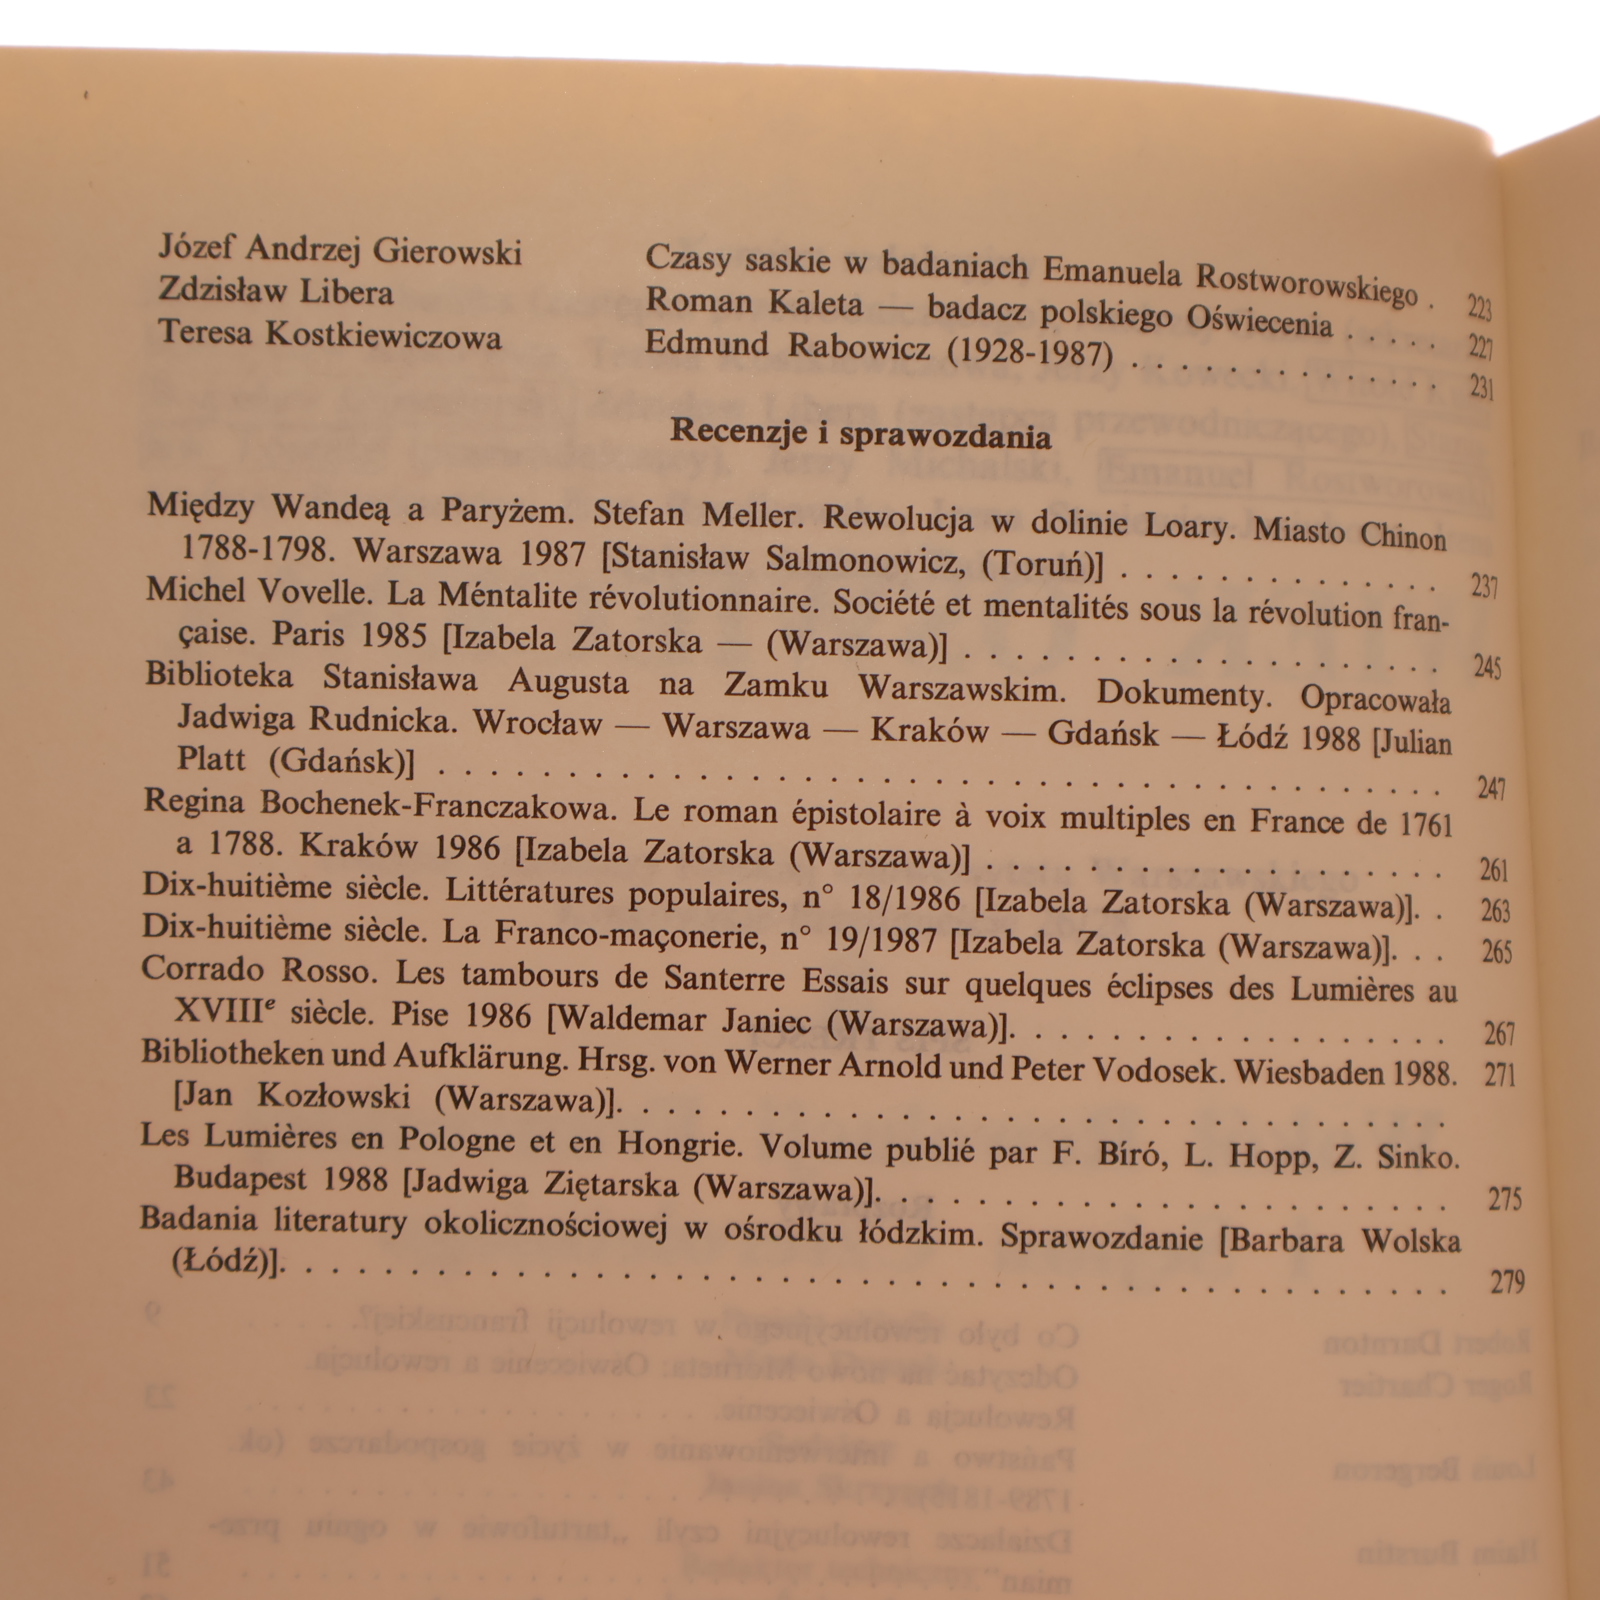 Józef Andrzej Gierowski Czasy saskie w badaniach Emanuela Rostworowskiego . 223
Zdzisław Libera Roman Kaleta — badacz polskiego Oświecenia . . . . . 227
Teresa Kostkiewiczowa Edmund Rabowicz (1928-1987) . . . . . . . . . . . . . . 231
Recenzje i sprawozdania
Między Wandeą a Paryżem. Stefan Meller. Rewolucja w dolinie Loary. Miasto Chinon
1788-1798. Warszawa 1987 [Stanisław Salmonowicz, (Toruń)] . . . . . . . . . . . . . . 237
Michel Vovelle. La Méntalite révolutionnaire. Société et mentalités sous la révolution fran-
çaise. Paris 1985 [Izabela Zatorska — (Warszawa)] . . . . . . . . . . . . . . . . . . . . 245
Biblioteka Stanisława Augusta na Zamku Warszawskim. Dokumenty. Opracowała
Jadwiga Rudnicka. Wrocław — Warszawa — Kraków — Gdańsk — Łódź 1988 [Julian
Platt (Gdańsk)] . . . . . . . . . . . . . . . . . . . . . . . . . . . . . . . . . . . . . . . 247
Regina Bochenek-Franczakowa. Le roman épistolaire à voix multiples en France de 1761
a 1788. Kraków 1986 [Izabela Zatorska (Warszawa)] . . . . . . . . . . . . . . . . . . 261
Dix-huitième siècle. Littératures populaires, n° 18/1986 [Izabela Zatorska (Warszawa)]. . 263
Dix-huitième siècle. La Franco-maçonerie, n° 19/1987 [Izabela Zatorska (Warszawa)]. . . 265
Corrado Rosso. Les tambours de Santerre Essais sur quelques éclipses des Lumières au
XVIIIᵉ siècle. Pise 1986 [Waldemar Janiec (Warszawa)]. . . . . . . . . . . . . . . . . . 267
Bibliotheken und Aufklärung. Hrsg. von Werner Arnold und Peter Vodosek. Wiesbaden 1988. 271
[Jan Kozłowski (Warszawa)]. . . . . . . . . . . . . . . . . . . . . . . . . . . . . . . .
Les Lumières en Pologne et en Hongrie. Volume publié par F. Bíró, L. Hopp, Z. Sinko.
Budapest 1988 [Jadwiga Ziętarska (Warszawa)]. . . . . . . . . . . . . . . . . . . . . . 275
Badania literatury okolicznościowej w ośrodku łódzkim. Sprawozdanie [Barbara Wolska
(Łódź)]. . . . . . . . . . . . . . . . . . . . . . . . . . . . . . . . . . . . . . . . . . 279